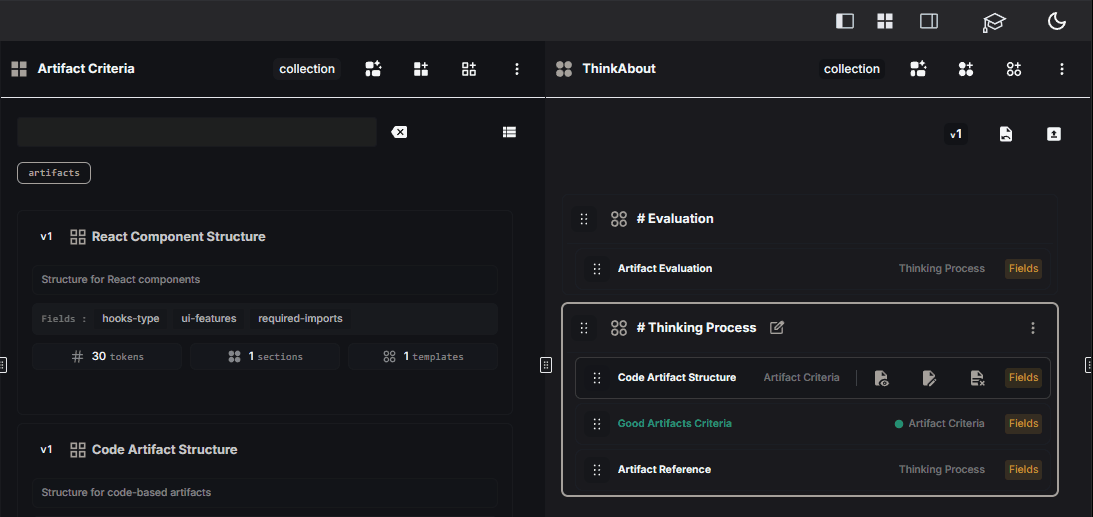 Artifact Criteria
collection
ThinkAbout
collection
artifacts
v1 React Component Structure
Structure for React components
Fields : hooks-type ui-features required-imports
# 30 tokens 1 sections 1 templates
v1 Code Artifact Structure
Structure for code-based artifacts
v1
# Evaluation
Artifact Evaluation Thinking Process Fields
# Thinking Process
Code Artifact Structure Artifact Criteria Fields
Good Artifacts Criteria Artifact Criteria Fields
Artifact Reference Thinking Process Fields